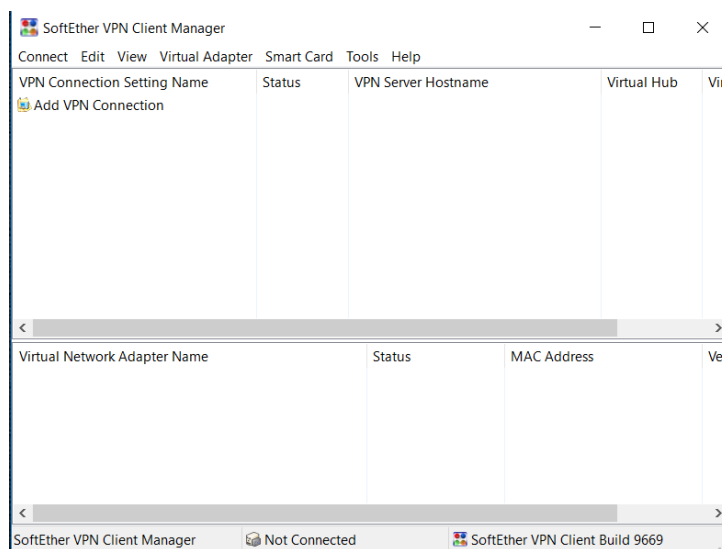 SoftEther VPN Client Manager
Connect Edit View Virtual Adapter Smart Card Tools Help
VPN Connection Setting Name Status VPN Server Hostname Virtual Hub Vir
Add VPN Connection
Virtual Network Adapter Name Status MAC Address Ve
SoftEther VPN Client Manager Not Connected SoftEther VPN Client Build 9669